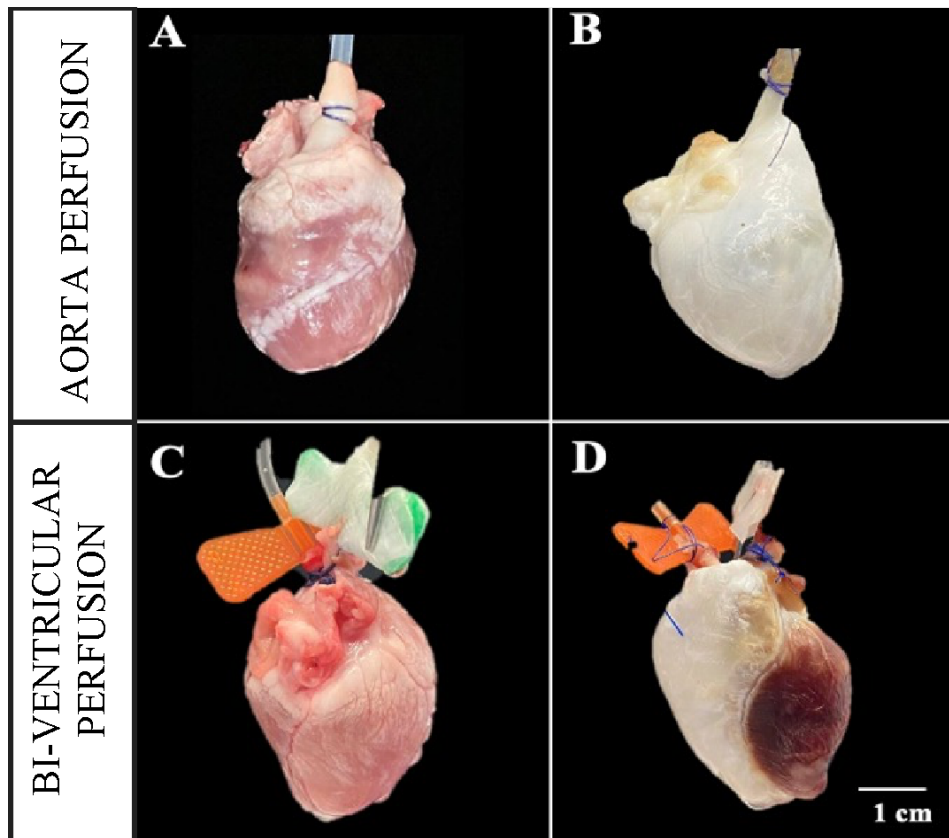 AORTA PERFUSION
A
B
BI-VENTRICULAR
PERFUSION
C
D
1 cm